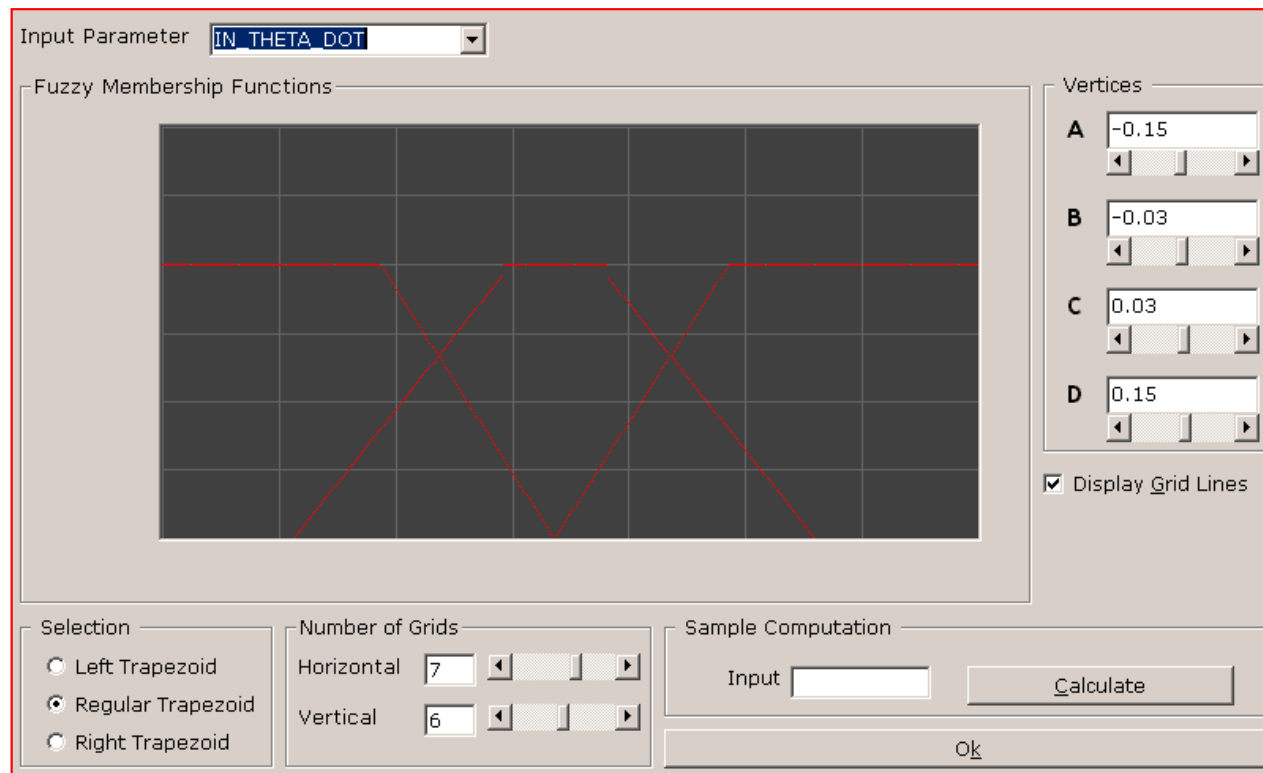 Input Parameter IN_THETA_DOT
Fuzzy Membership Functions
Vertices
A -0.15
B -0.03
C 0.03
D 0.15
Display Grid Lines
Selection
Left Trapezoid
Regular Trapezoid
Right Trapezoid
Number of Grids
Horizontal 7
Vertical 6
Sample Computation
Input
Calculate
Ok